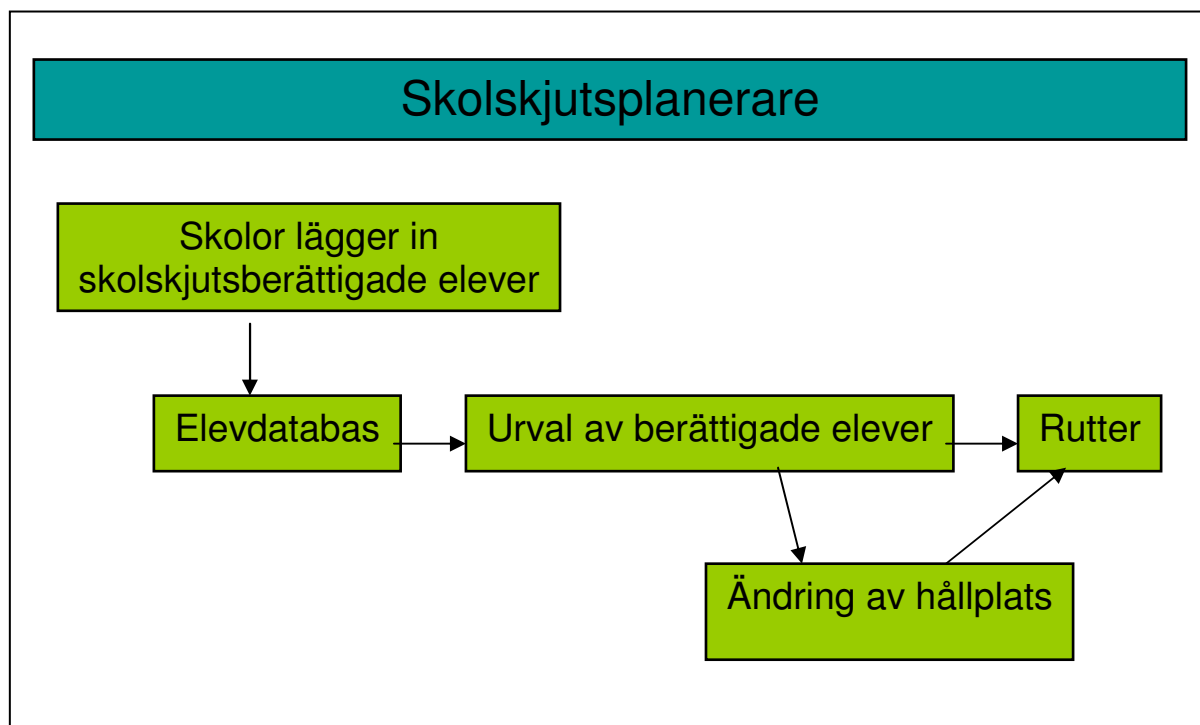 Skolskjutsplanerare
Skolor lägger in
skolskjutsberättigade elever
Elevdatabas
Urval av berättigade elever
Rutter
Ändring av hållplats